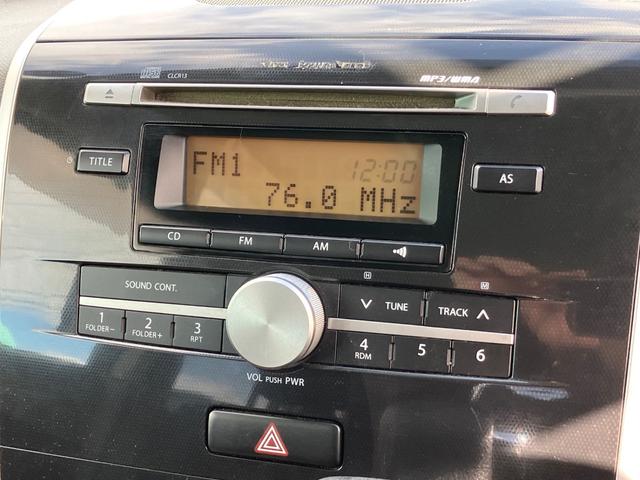 CLCR13
MP3/WMA
TITLE
FM1 12:00
76.0 MHz
AS
CD FM AM
SOUND CONT.
H M
TUNE TRACK
1 2 3
FOLDER- FOLDER+ RPT
4 5 6
RDM
VOL PUSH PWR